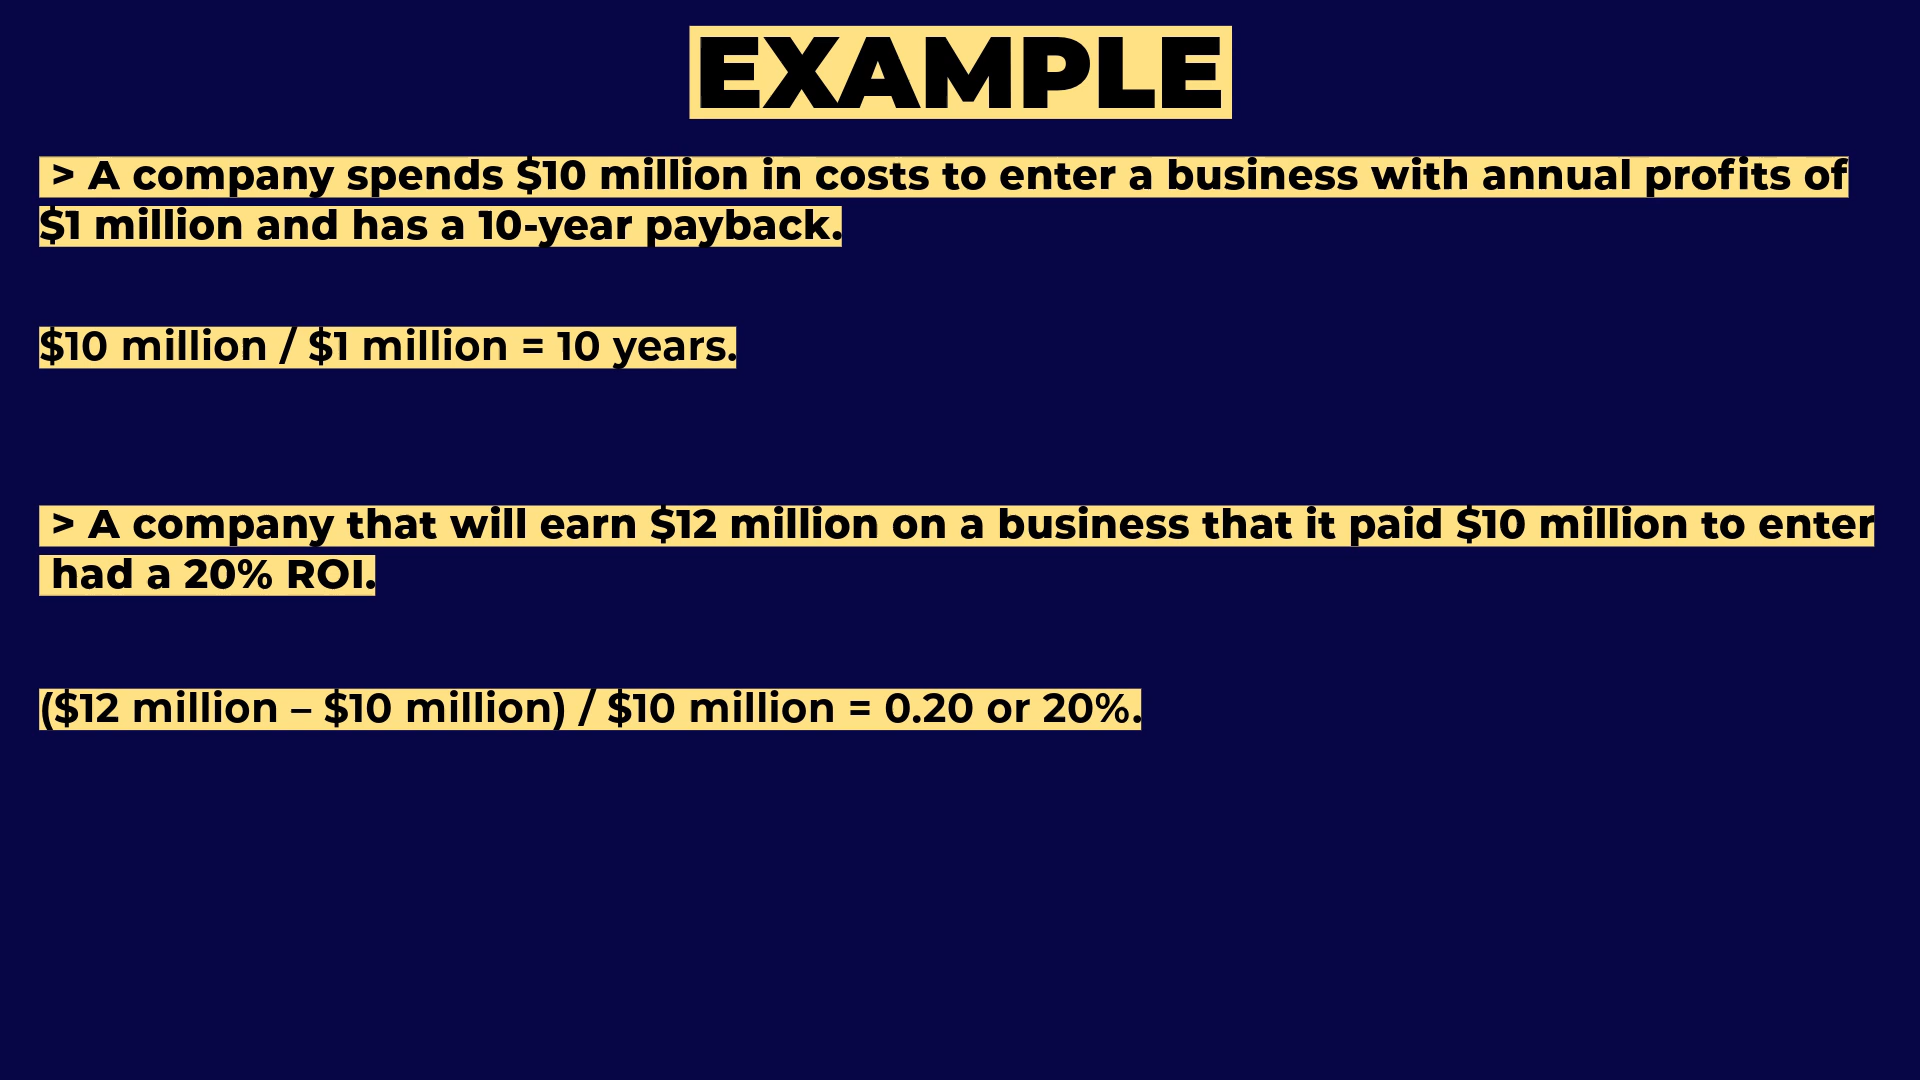 EXAMPLE
> A company spends $10 million in costs to enter a business with annual profits of
$1 million and has a 10-year payback.
$10 million / $1 million = 10 years.
> A company that will earn $12 million on a business that it paid $10 million to enter
had a 20% ROI.
($12 million – $10 million) / $10 million = 0.20 or 20%.